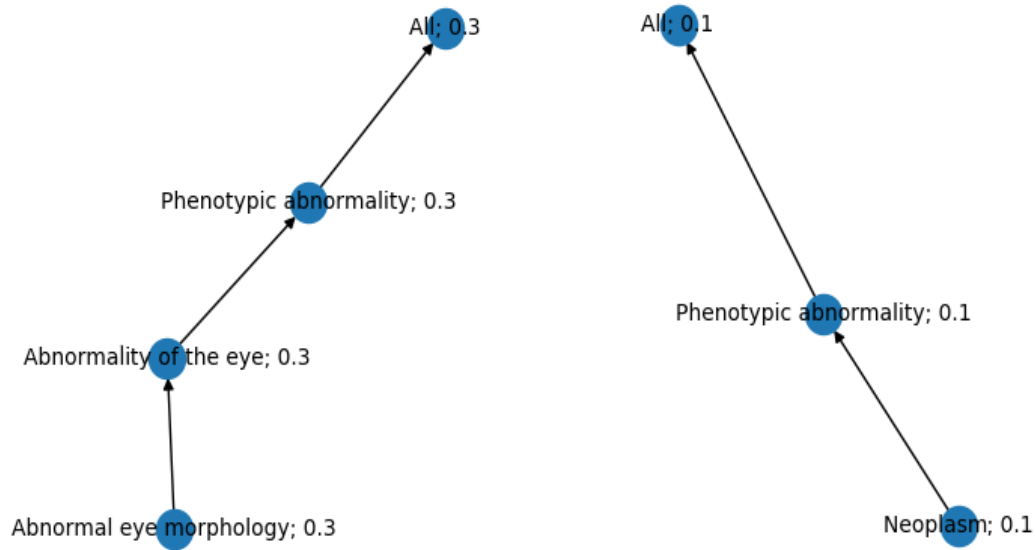 All; 0.3
All; 0.1
Phenotypic abnormality; 0.3
Phenotypic abnormality; 0.1
Abnormality of the eye; 0.3
Abnormal eye morphology; 0.3
Neoplasm; 0.1